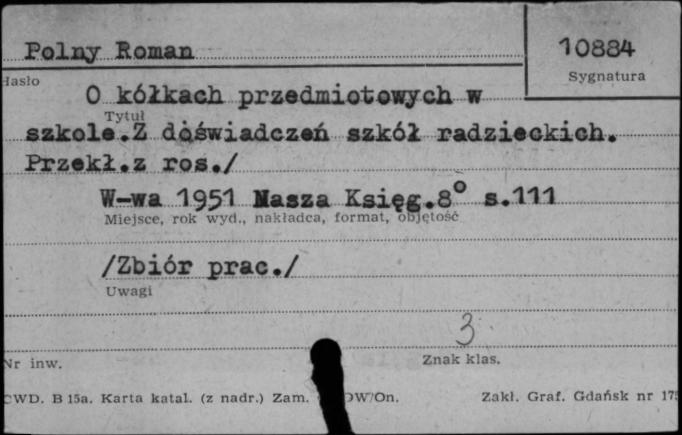 Polny Roman
10884
Hasło
Sygnatura
O kółkach przedmiotowych w
Tytuł
szkole.Z doświadczeń szkół radzieckich.
Przekł.z ros./
W-wa 1951 Nasza Księg.8° s.111
Miejsce, rok wyd., nakładca, format, objętość
/Zbiór prac./
Uwagi
3
Nr inw.
Znak klas.
CWD. B 15a. Karta katal. (z nadr.) Zam. OW/On.
Zakł. Graf. Gdańsk nr